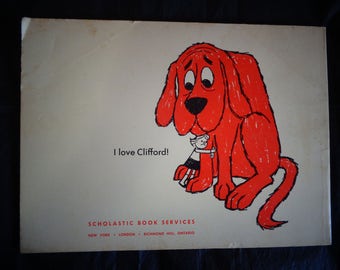 I love Clifford!
SCHOLASTIC BOOK SERVICES
NEW YORK • LONDON • RICHMOND HILL, ONTARIO